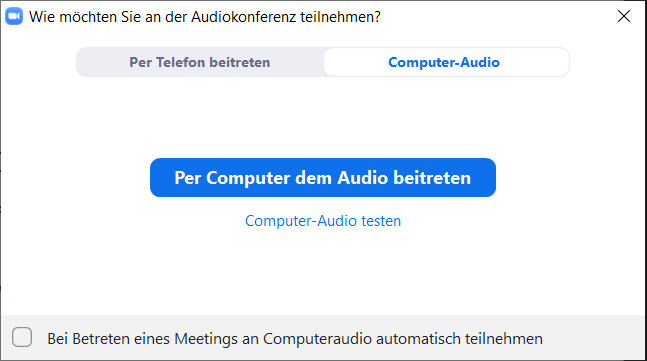 Wie möchten Sie an der Audiokonferenz teilnehmen?
Per Telefon beitreten
Computer-Audio
Per Computer dem Audio beitreten
Computer-Audio testen
Bei Betreten eines Meetings an Computeraudio automatisch teilnehmen